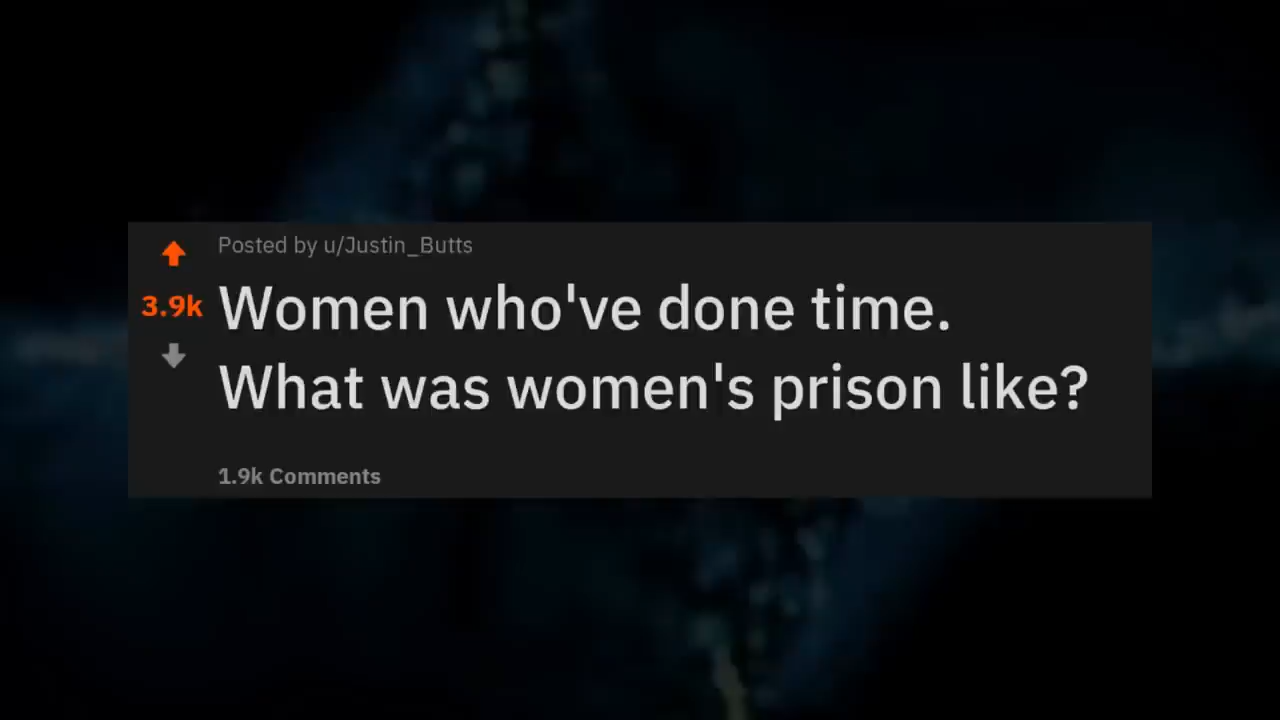 Posted by u/Justin_Butts
3.9k
Women who've done time.
What was women's prison like?
1.9k Comments